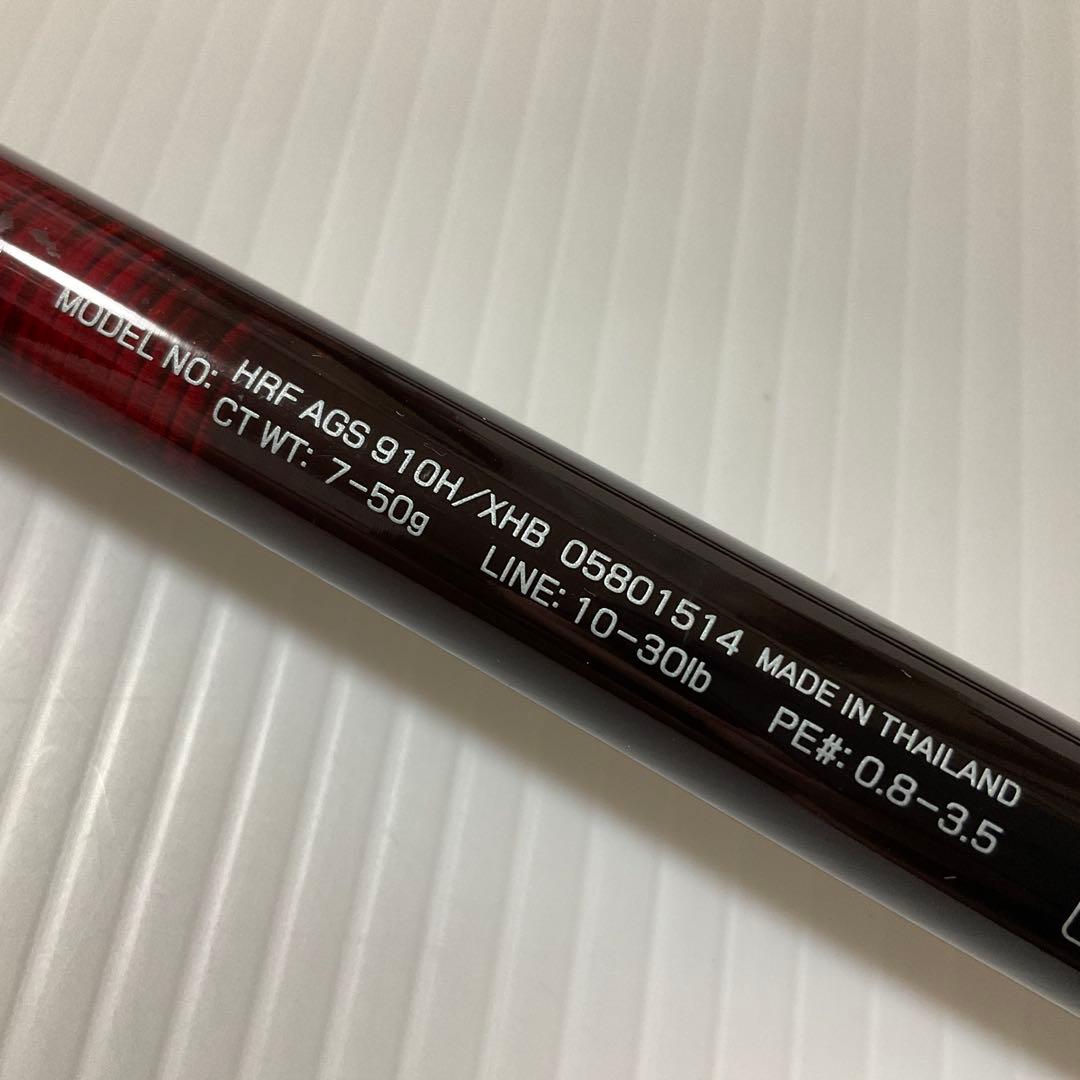 MODEL NO: HRF AGS 910H/XHB 05801514 MADE IN THAILAND
CT WT: 7-50g LINE: 10-30lb PE#: 0.8-3.5